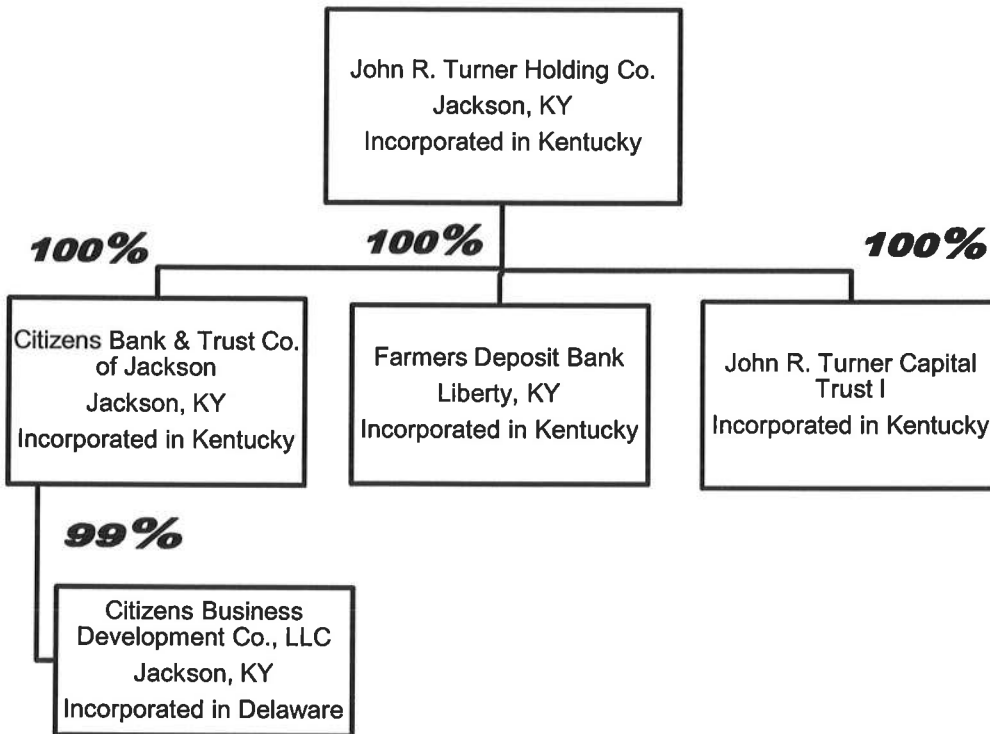 John R. Turner Holding Co.
Jackson, KY
Incorporated in Kentucky
100%
100%
100%
Citizens Bank & Trust Co.
of Jackson
Jackson, KY
Incorporated in Kentucky
Farmers Deposit Bank
Liberty, KY
Incorporated in Kentucky
John R. Turner Capital
Trust I
Incorporated in Kentucky
99%
Citizens Business
Development Co., LLC
Jackson, KY
Incorporated in Delaware